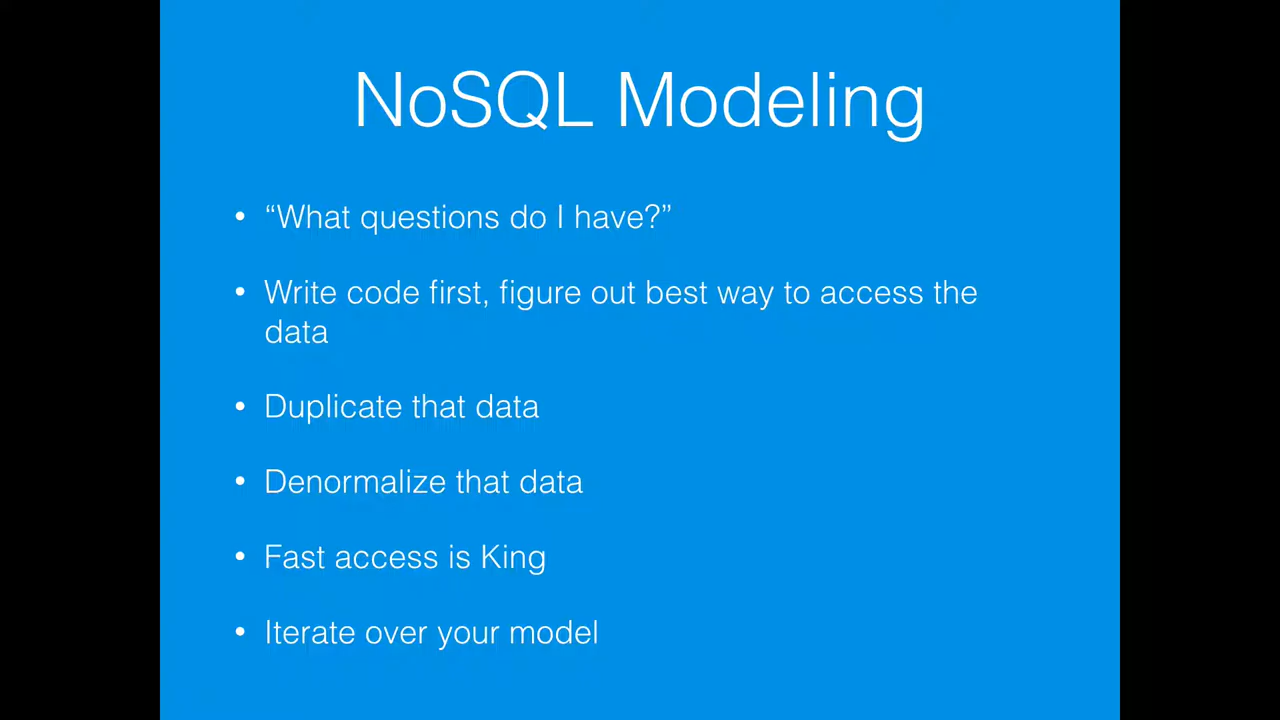 NoSQL Modeling
• “What questions do I have?”
• Write code first, figure out best way to access the
data
• Duplicate that data
• Denormalize that data
• Fast access is King
• Iterate over your model